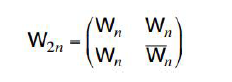 W₂ₙ = ( Wₙ Wₙ
Wₙ W̅ₙ )